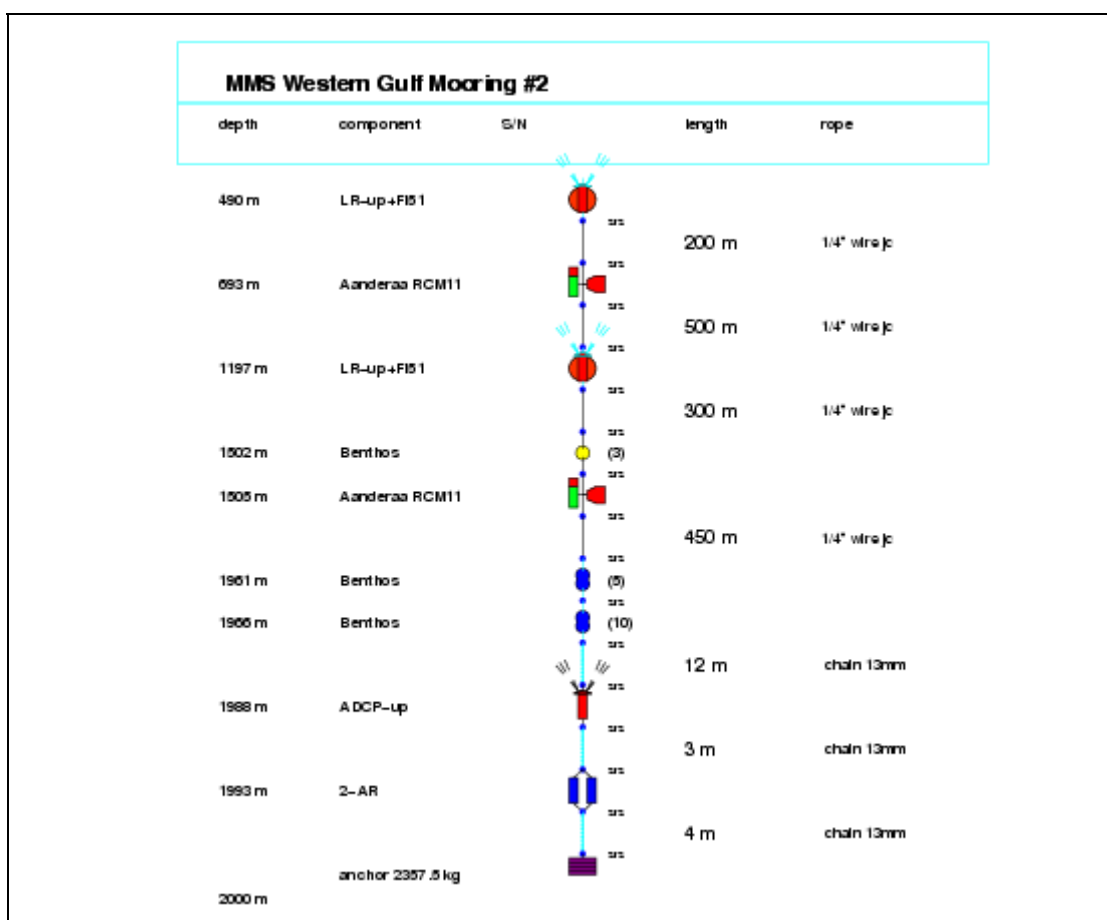 MMS Western Gulf Mooring #2
depth component S/N length rope
490 m LR-up+Fl51
s/s
200 m 1/4" wire jc
s/s
693 m Aanderaa RCM11
s/s
500 m 1/4" wire jc
s/s
1197 m LR-up+Fl51
s/s
300 m 1/4" wire jc
s/s
1502 m Benthos (3)
s/s
1505 m Aanderaa RCM11
s/s
450 m 1/4" wire jc
s/s
1961 m Benthos (5)
s/s
1966 m Benthos (10)
s/s
12 m chain 13mm
s/s
1988 m ADCP-up
s/s
3 m chain 13mm
s/s
1993 m 2-AR
s/s
4 m chain 13mm
s/s
anchor 2357.5 kg
2000 m